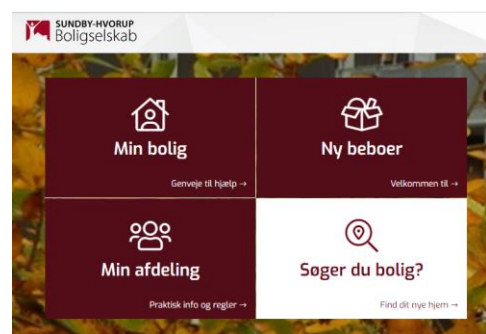 SUNDBY-HVORUP
Boligselskab
Min bolig
Genveje til hjælp →
Ny beboer
Velkommen til →
Min afdeling
Praktisk info og regler →
Søger du bolig?
Find dit nye hjem →